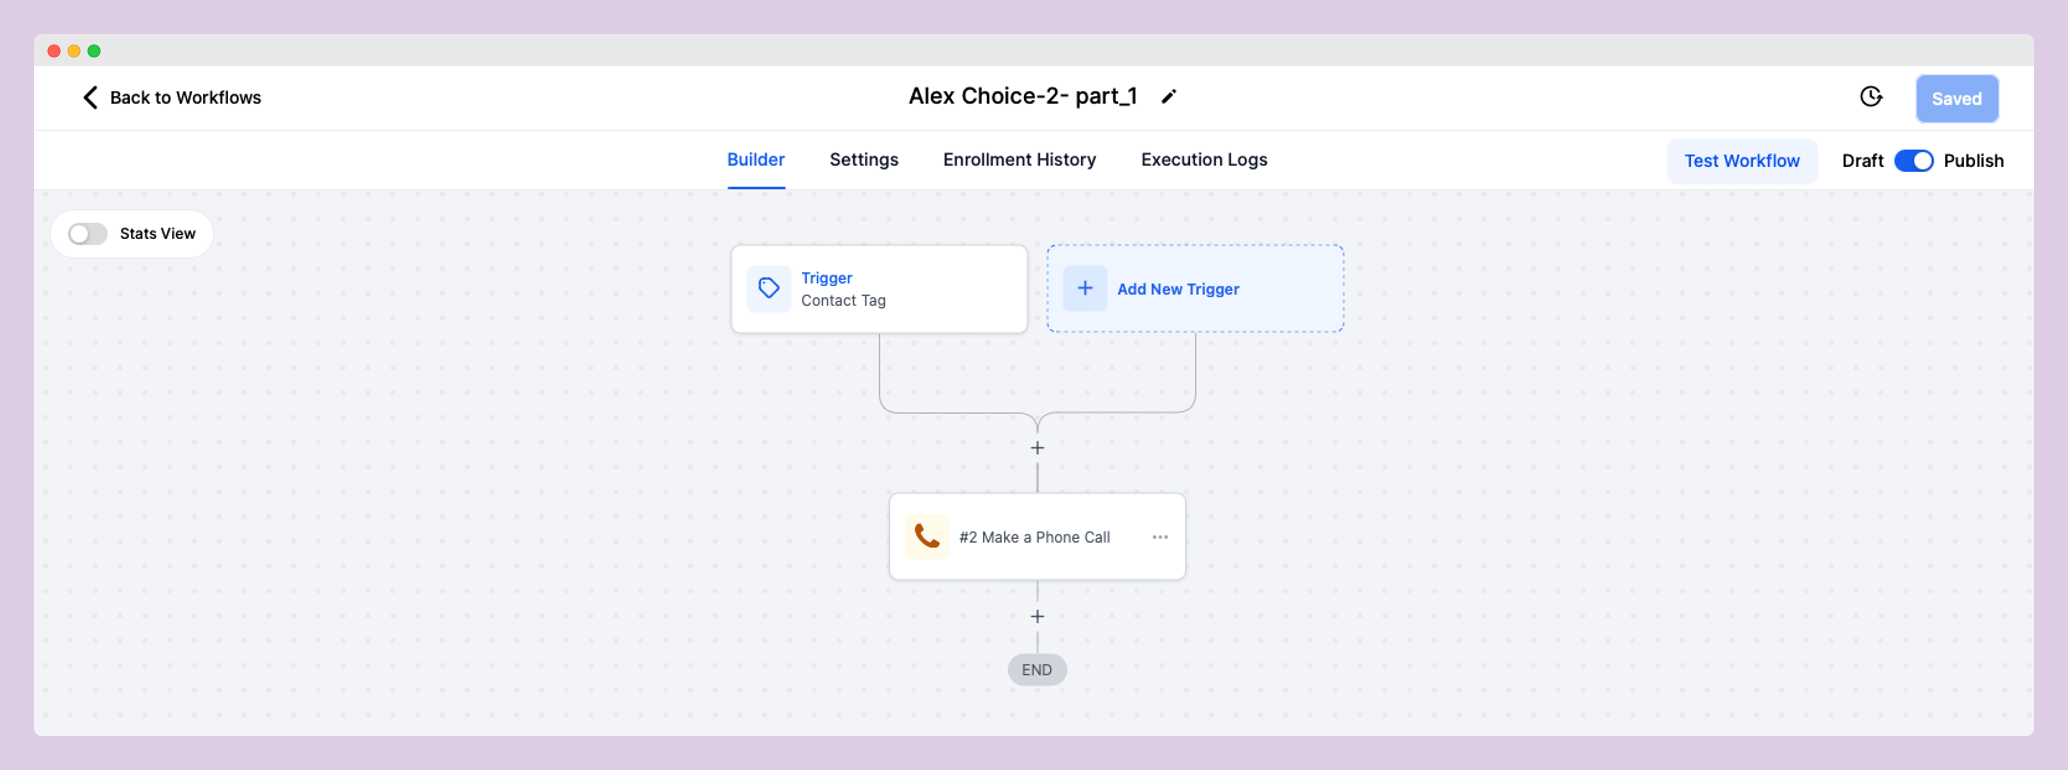 Back to Workflows
Alex Choice-2- part_1
Saved
Builder
Settings
Enrollment History
Execution Logs
Test Workflow
Draft
Publish
Stats View
Trigger
Contact Tag
Add New Trigger
#2 Make a Phone Call
END